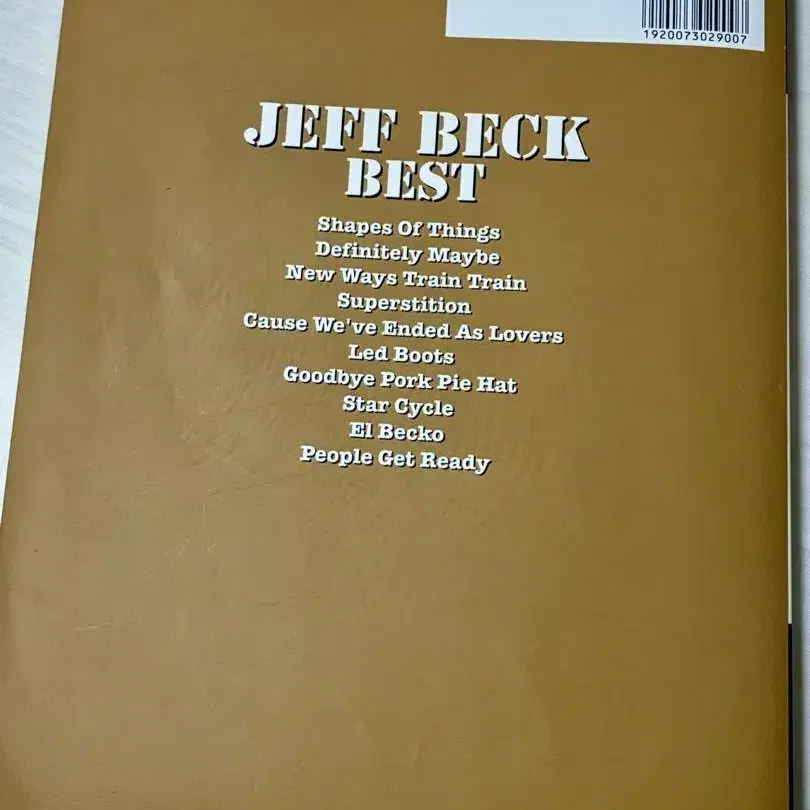 1920073029007
JEFF BECK
BEST
Shapes Of Things
Definitely Maybe
New Ways Train Train
Superstition
Cause We've Ended As Lovers
Led Boots
Goodbye Pork Pie Hat
Star Cycle
El Becko
People Get Ready